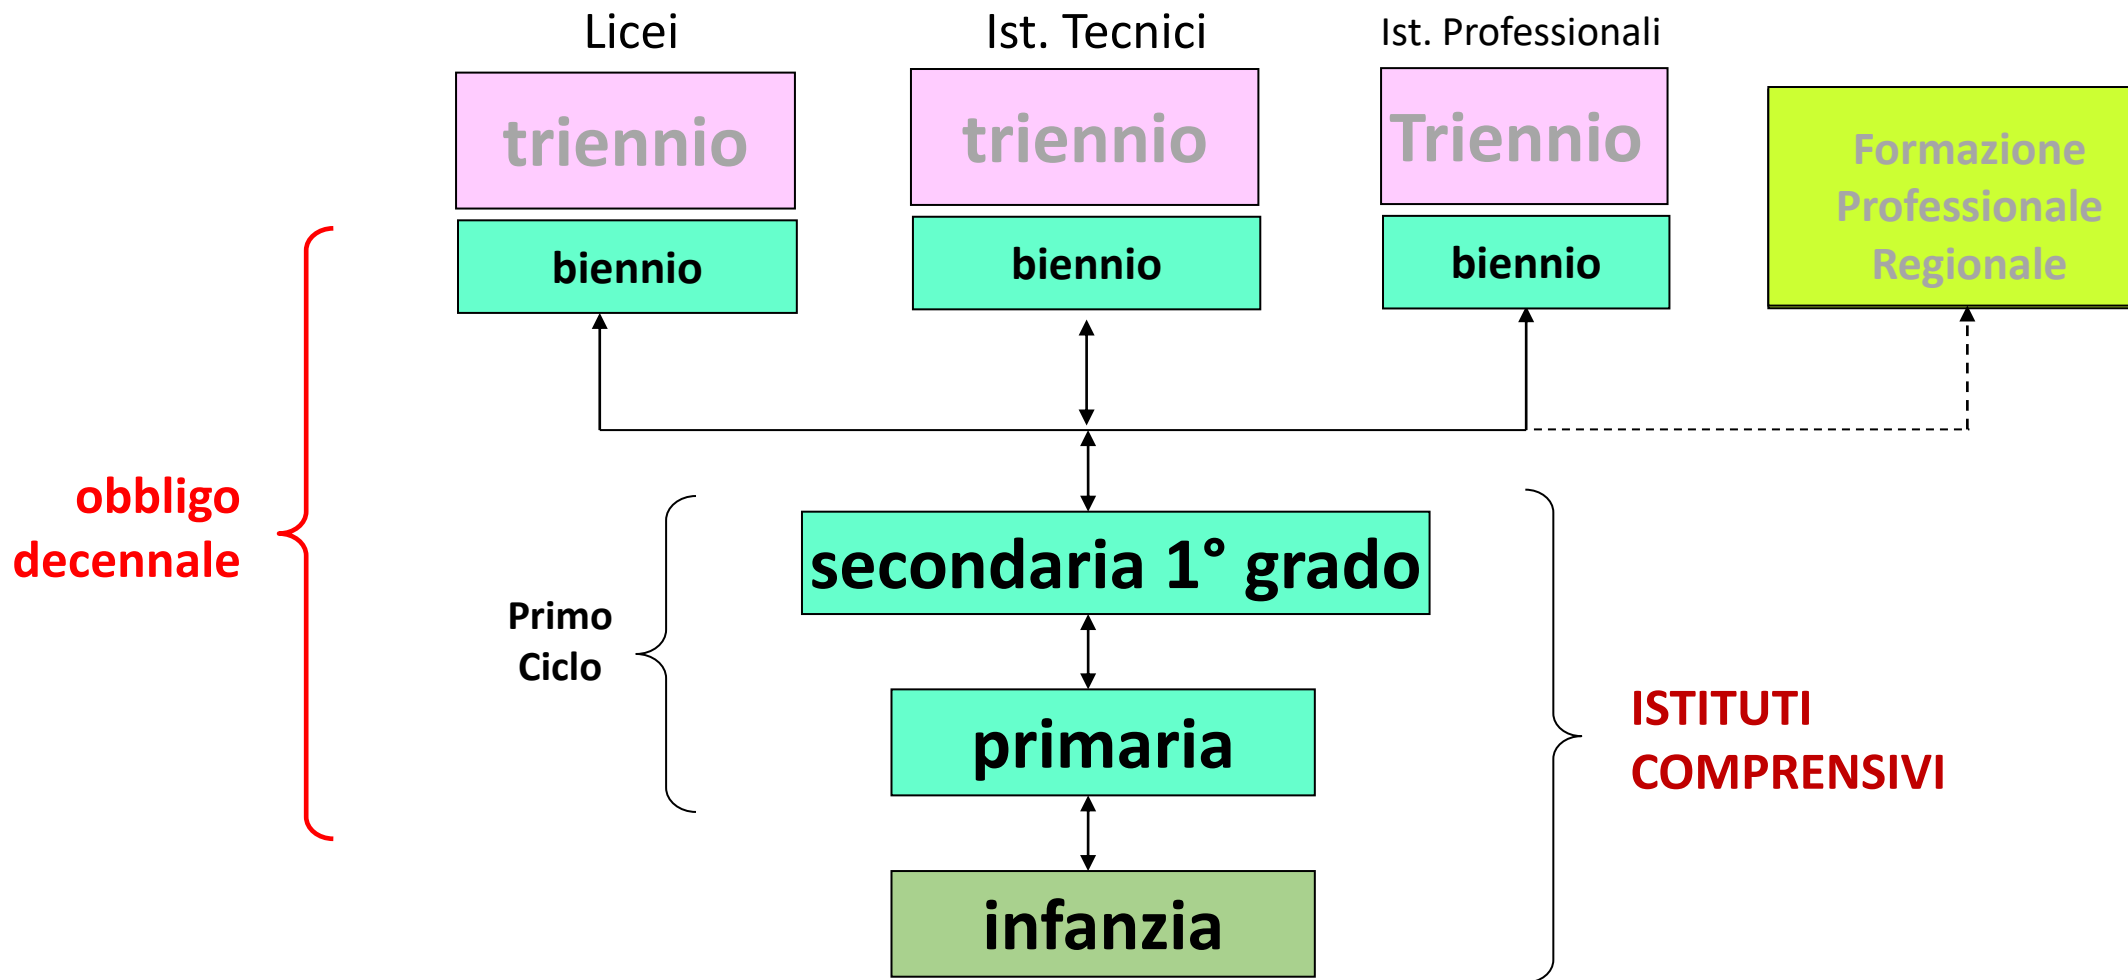 Licei
Ist. Tecnici
Ist. Professionali
triennio
triennio
Triennio
Formazione
Professionale
Regionale
biennio
biennio
biennio
obbligo
decennale
secondaria 1° grado
Primo
Ciclo
primaria
ISTITUTI
COMPRENSIVI
infanzia